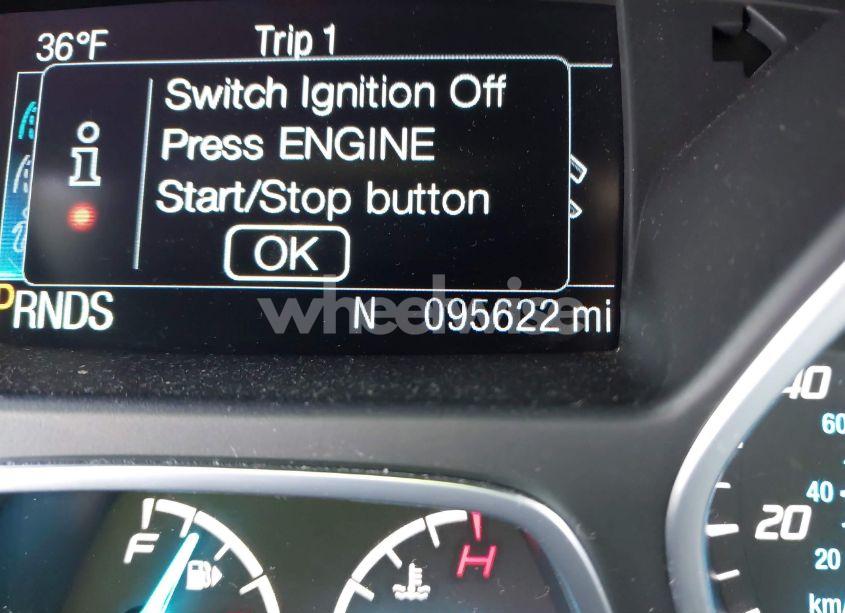 36°F Trip 1
Switch Ignition Off
Press ENGINE
Start/Stop button
OK
PRNDS N 095622 mi
wheelwise
40
60
40
20
20
km/
F
H